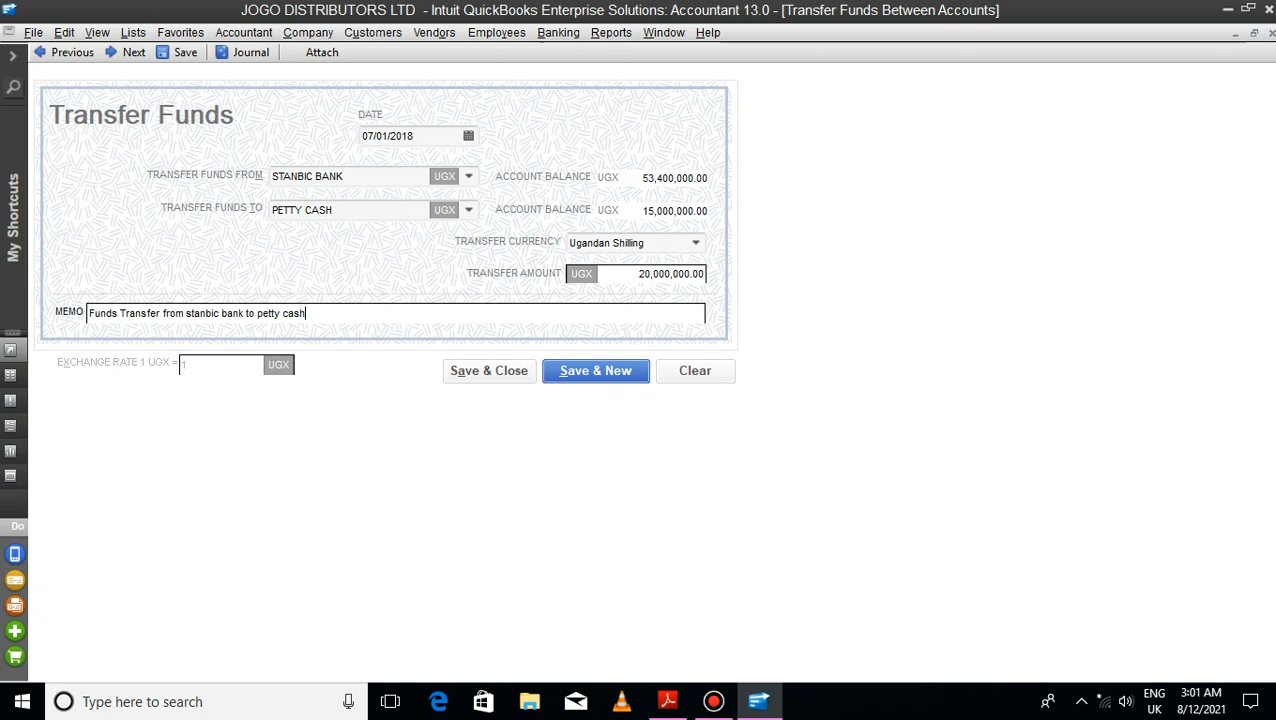 JOGO DISTRIBUTORS LTD - Intuit QuickBooks Enterprise Solutions: Accountant 13.0 - [Transfer Funds Between Accounts]
File Edit View Lists Favorites Accountant Company Customers Vendors Employees Banking Reports Window Help
Previous Next Save Journal Attach
My Shortcuts
Do
Transfer Funds
DATE
07/01/2018
TRANSFER FUNDS FROM STANBIC BANK UGX ACCOUNT BALANCE UGX 53,400,000.00
TRANSFER FUNDS TO PETTY CASH UGX ACCOUNT BALANCE UGX 15,000,000.00
TRANSFER CURRENCY Ugandan Shilling
TRANSFER AMOUNT UGX 20,000,000.00
MEMO Funds Transfer from stanbic bank to petty cash
EXCHANGE RATE 1 UGX = 1 UGX
Save & Close Save & New Clear
Type here to search
ENG
UK
3:01 AM
8/12/2021